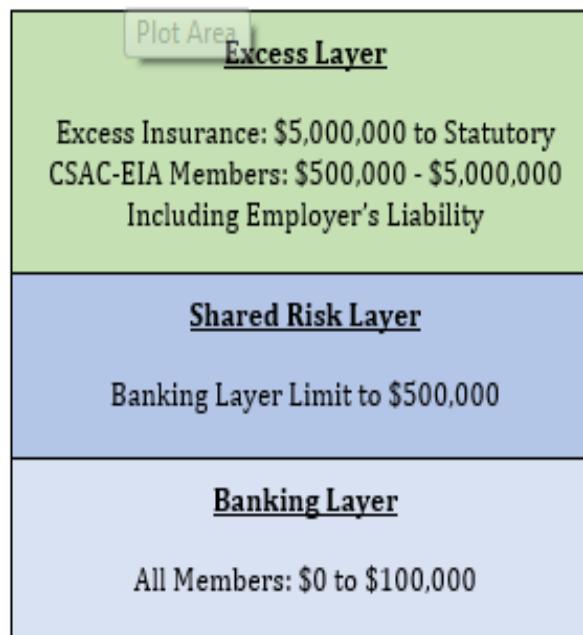 Plot Area
Excess Layer
Excess Insurance: $5,000,000 to Statutory
CSAC-EIA Members: $500,000 - $5,000,000
Including Employer's Liability
Shared Risk Layer
Banking Layer Limit to $500,000
Banking Layer
All Members: $0 to $100,000